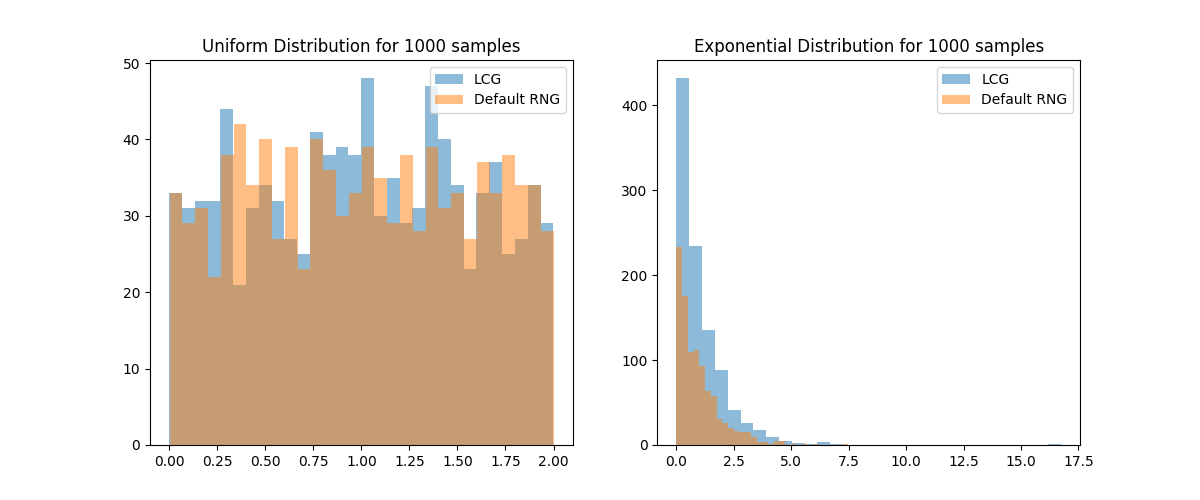 Uniform Distribution for 1000 samples
50
40
30
20
10
0
0.00 0.25 0.50 0.75 1.00 1.25 1.50 1.75 2.00
LCG
Default RNG
Exponential Distribution for 1000 samples
400
300
200
100
0
0.0 2.5 5.0 7.5 10.0 12.5 15.0 17.5
LCG
Default RNG